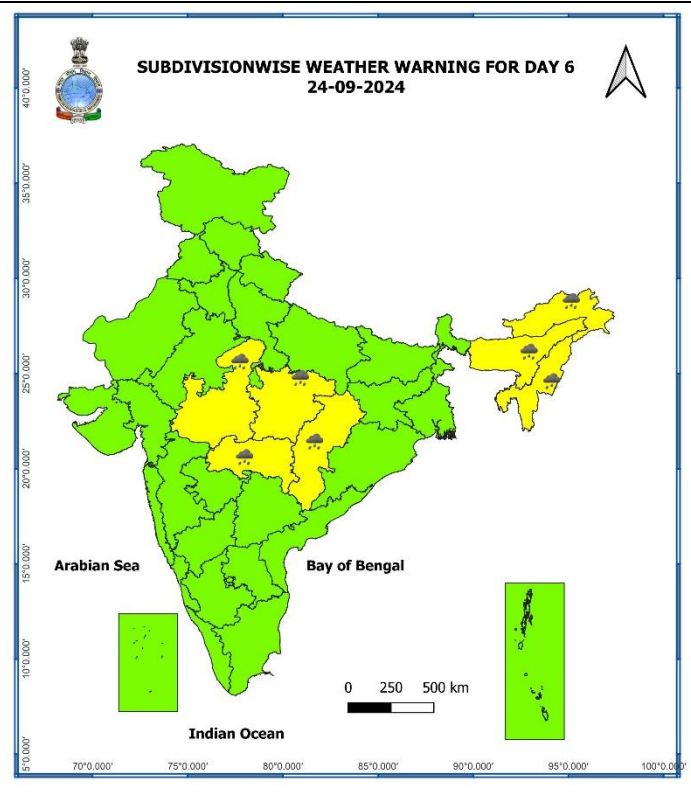 SUBDIVISIONWISE WEATHER WARNING FOR DAY 6
24-09-2024
40°0.000'
35°0.000'
30°0.000'
25°0.000'
20°0.000'
15°0.000'
10°0.000'
5°0.000'
Arabian Sea
Bay of Bengal
0 250 500 km
Indian Ocean
70°0.000' 75°0.000' 80°0.000' 85°0.000' 90°0.000' 95°0.000' 100°0.000'